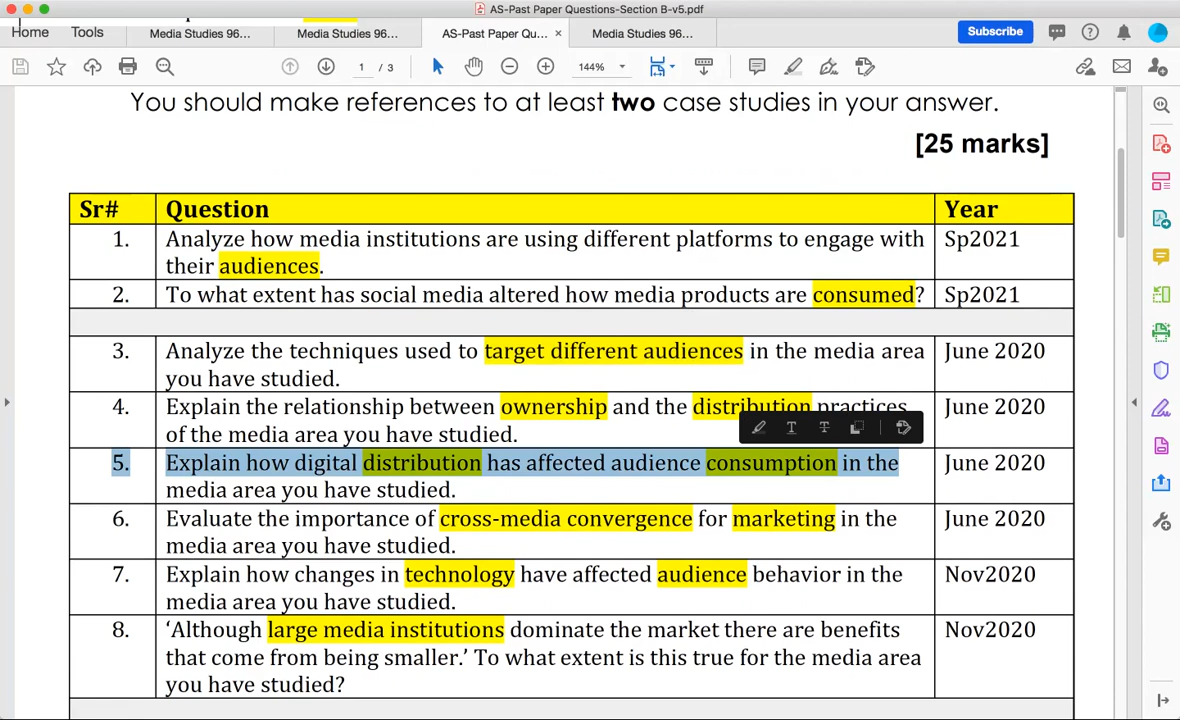 AS-Past Paper Questions-Section B-v5.pdf
Home
Tools
Media Studies 96...
Media Studies 96...
AS-Past Paper Qu... ×
Media Studies 96...
Subscribe
1 / 3
144%
You should make references to at least two case studies in your answer.
[25 marks]
Sr# Question Year
1. Analyze how media institutions are using different platforms to engage with Sp2021
their audiences.
2. To what extent has social media altered how media products are consumed? Sp2021
3. Analyze the techniques used to target different audiences in the media area June 2020
you have studied.
4. Explain the relationship between ownership and the distribution practices June 2020
of the media area you have studied.
5. Explain how digital distribution has affected audience consumption in the June 2020
media area you have studied.
6. Evaluate the importance of cross-media convergence for marketing in the June 2020
media area you have studied.
7. Explain how changes in technology have affected audience behavior in the Nov2020
media area you have studied.
8. ‘Although large media institutions dominate the market there are benefits Nov2020
that come from being smaller.’ To what extent is this true for the media area
you have studied?